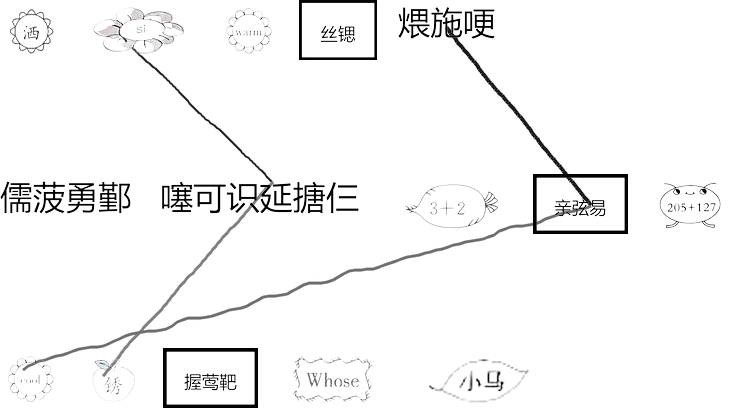 洒 si warm 丝锶 煨施哽
儒菠勇鄞 噻可识延搪仨 3+2 亲弦易 205+127
cool 锈 握莺靶 Whose 小马